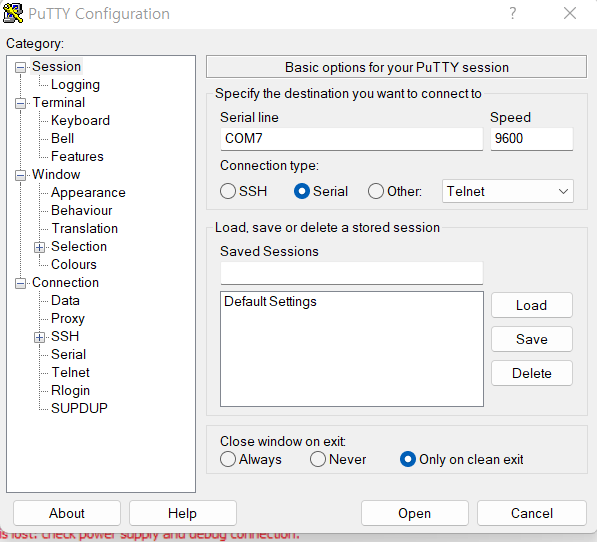 PuTTY Configuration
? ×
Category:
Session
Logging
Terminal
Keyboard
Bell
Features
Window
Appearance
Behaviour
Translation
Selection
Colours
Connection
Data
Proxy
SSH
Serial
Telnet
Rlogin
SUPDUP
Basic options for your PuTTY session
Specify the destination you want to connect to
Serial line Speed
COM7 9600
Connection type:
SSH Serial Other: Telnet
Load, save or delete a stored session
Saved Sessions
Default Settings
Load
Save
Delete
Close window on exit:
Always Never Only on clean exit
About Help Open Cancel
is lost. check power supply and debug connection.